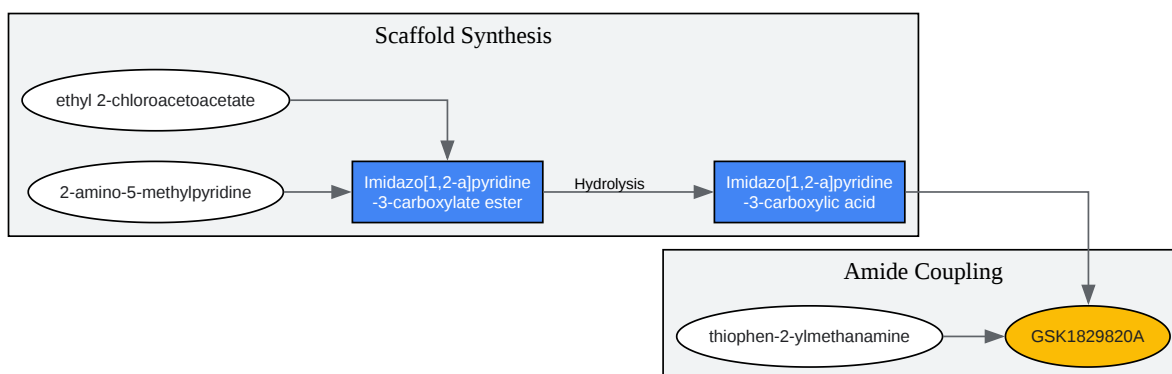 Scaffold Synthesis
ethyl 2-chloroacetoacetate
2-amino-5-methylpyridine
Imidazo[1,2-a]pyridine
-3-carboxylate ester
Hydrolysis
Imidazo[1,2-a]pyridine
-3-carboxylic acid
Amide Coupling
thiophen-2-ylmethanamine
GSK1829820A